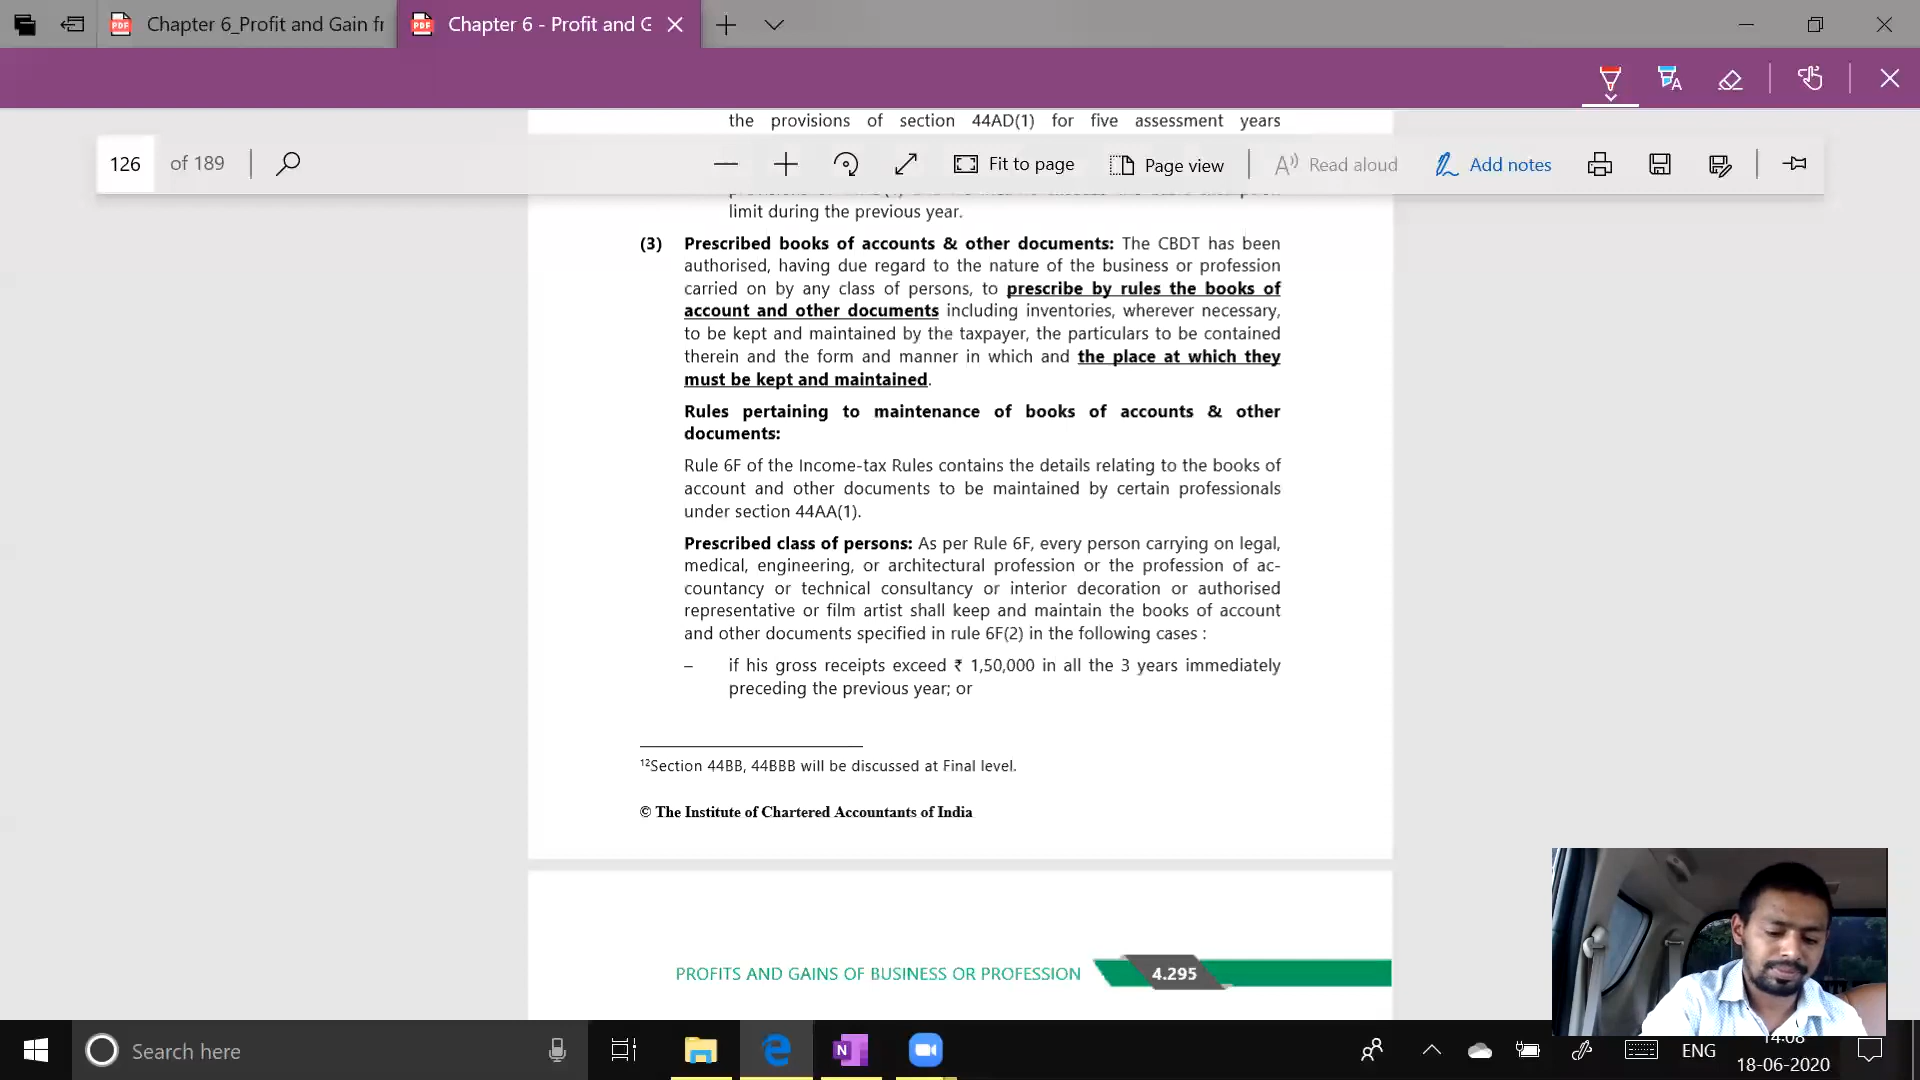 Chapter 6_Profit and Gain fr
Chapter 6 - Profit and G
the provisions of section 44AD(1) for five assessment years
126 of 189
Fit to page
Page view
Read aloud
Add notes
limit during the previous year.
(3) Prescribed books of accounts & other documents: The CBDT has been
authorised, having due regard to the nature of the business or profession
carried on by any class of persons, to prescribe by rules the books of
account and other documents including inventories, wherever necessary,
to be kept and maintained by the taxpayer, the particulars to be contained
therein and the form and manner in which and the place at which they
must be kept and maintained.
Rules pertaining to maintenance of books of accounts & other
documents:
Rule 6F of the Income-tax Rules contains the details relating to the books of
account and other documents to be maintained by certain professionals
under section 44AA(1).
Prescribed class of persons: As per Rule 6F, every person carrying on legal,
medical, engineering, or architectural profession or the profession of ac-
countancy or technical consultancy or interior decoration or authorised
representative or film artist shall keep and maintain the books of account
and other documents specified in rule 6F(2) in the following cases :
– if his gross receipts exceed ₹ 1,50,000 in all the 3 years immediately
preceding the previous year; or
¹²Section 44BB, 44BBB will be discussed at Final level.
© The Institute of Chartered Accountants of India
PROFITS AND GAINS OF BUSINESS OR PROFESSION 4.295
Search here
ENG
14:08
18-06-2020